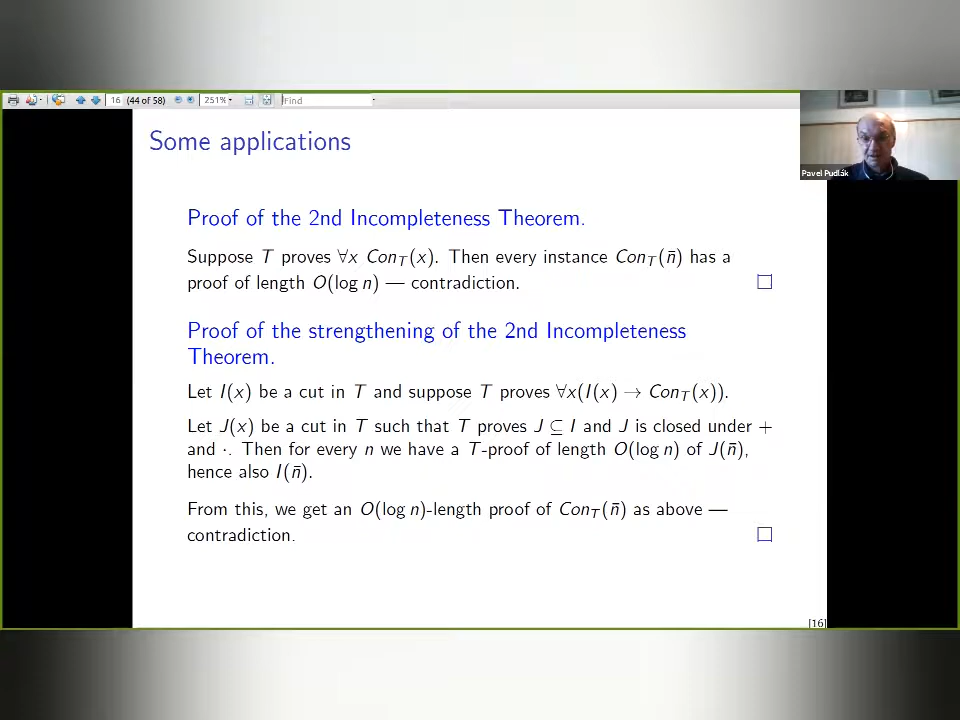 16 (44 of 58) 251% Find
Pavel Pudlák
Some applications
Proof of the 2nd Incompleteness Theorem.
Suppose T proves ∀x Con_T(x). Then every instance Con_T(n̄) has a
proof of length O(log n) — contradiction.
Proof of the strengthening of the 2nd Incompleteness
Theorem.
Let I(x) be a cut in T and suppose T proves ∀x(I(x) → Con_T(x)).
Let J(x) be a cut in T such that T proves J ⊆ I and J is closed under +
and ·. Then for every n we have a T-proof of length O(log n) of J(n̄),
hence also I(n̄).
From this, we get an O(log n)-length proof of Con_T(n̄) as above —
contradiction.
[16]